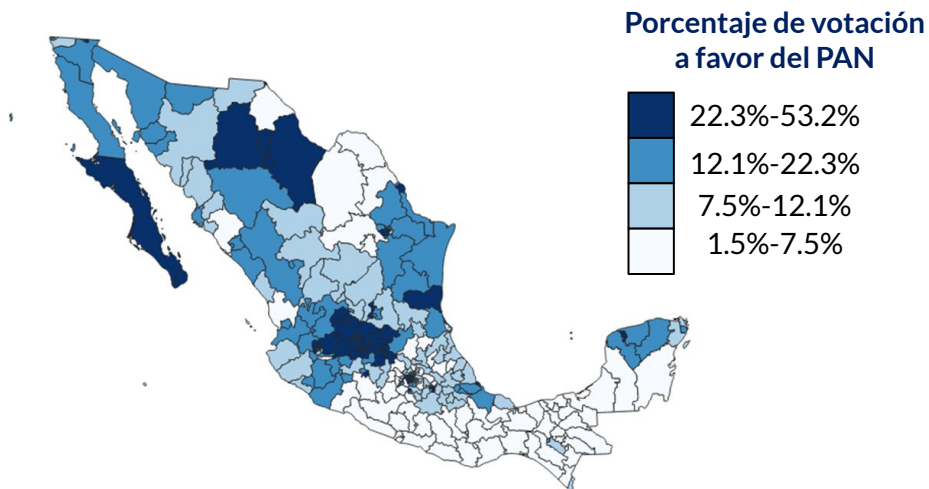 Porcentaje de votación
a favor del PAN
22.3%-53.2%
12.1%-22.3%
7.5%-12.1%
1.5%-7.5%